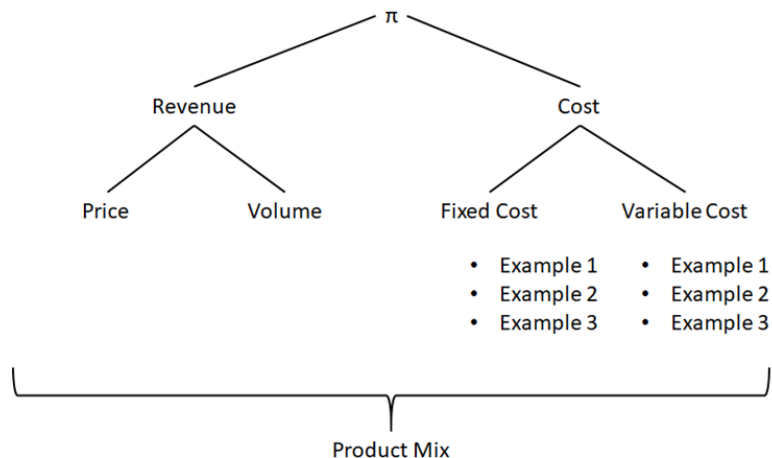 π
Revenue Cost
Price Volume Fixed Cost Variable Cost
• Example 1 • Example 1
• Example 2 • Example 2
• Example 3 • Example 3
Product Mix